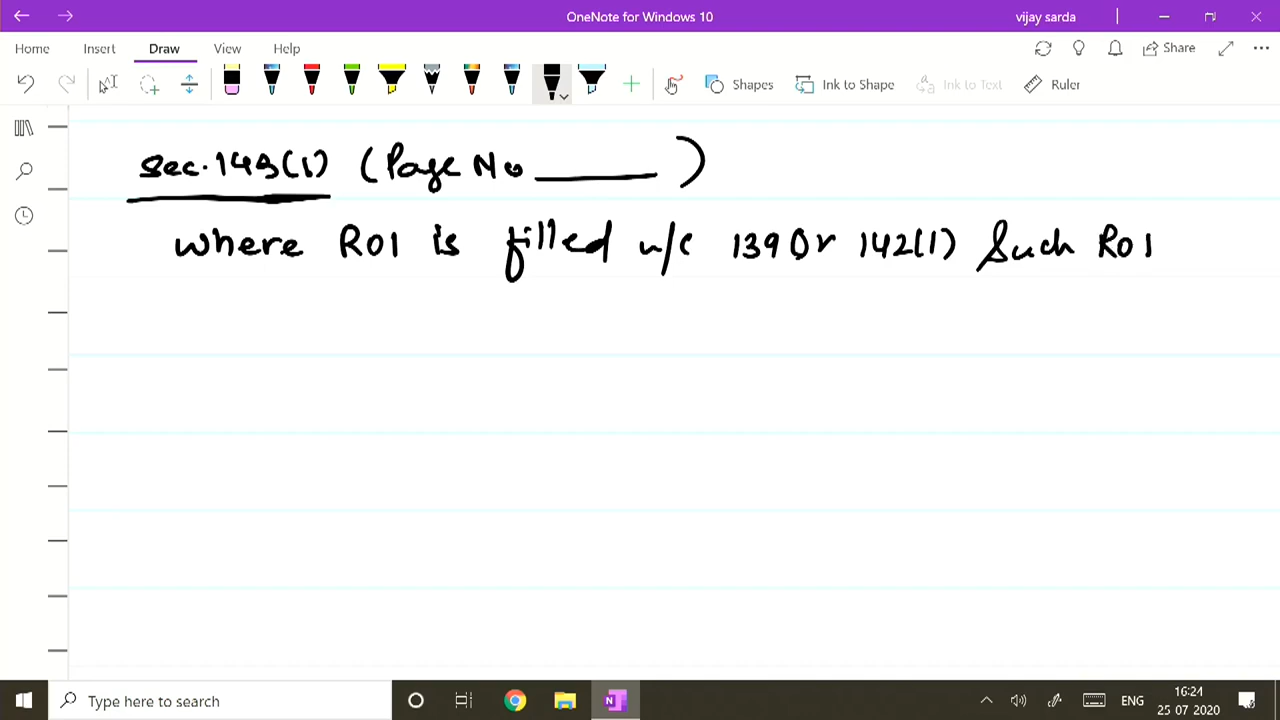 OneNote for Windows 10
vijay sarda
Home Insert Draw View Help
Share
Shapes Ink to Shape Ink to Text Ruler
Sec.143(1) (Page No ______ )
where ROI is filled u/s 139 Or 142(1) Such ROI
Type here to search
ENG
16:24
25-07-2020